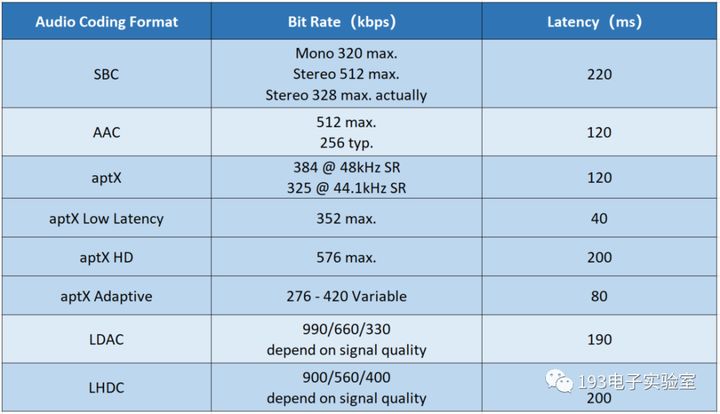 Audio Coding Format Bit Rate（kbps） Latency（ms）
Mono 320 max.
SBC Stereo 512 max. 220
Stereo 328 max. actually
AAC 512 max. 120
256 typ.
aptX 384 @ 48kHz SR 120
325 @ 44.1kHz SR
aptX Low Latency 352 max. 40
aptX HD 576 max. 200
aptX Adaptive 276 - 420 Variable 80
LDAC 990/660/330 190
depend on signal quality
LHDC 900/560/400 200
depend on signal quality
193电子实验室